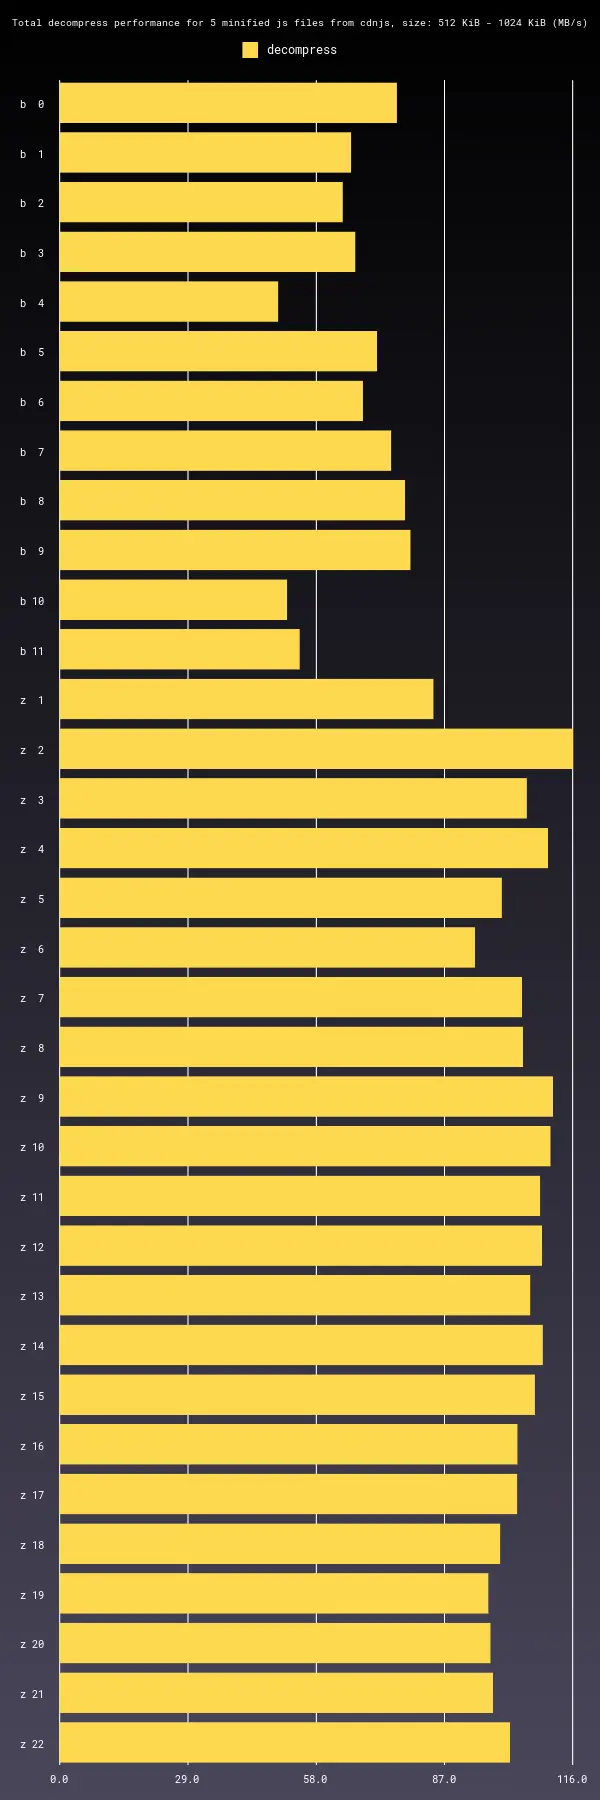 Total decompress performance for 5 minified js files from cdnjs, size: 512 KiB - 1024 KiB (MB/s)
decompress
b 0
b 1
b 2
b 3
b 4
b 5
b 6
b 7
b 8
b 9
b 10
b 11
z 1
z 2
z 3
z 4
z 5
z 6
z 7
z 8
z 9
z 10
z 11
z 12
z 13
z 14
z 15
z 16
z 17
z 18
z 19
z 20
z 21
z 22
0.0 29.0 58.0 87.0 116.0